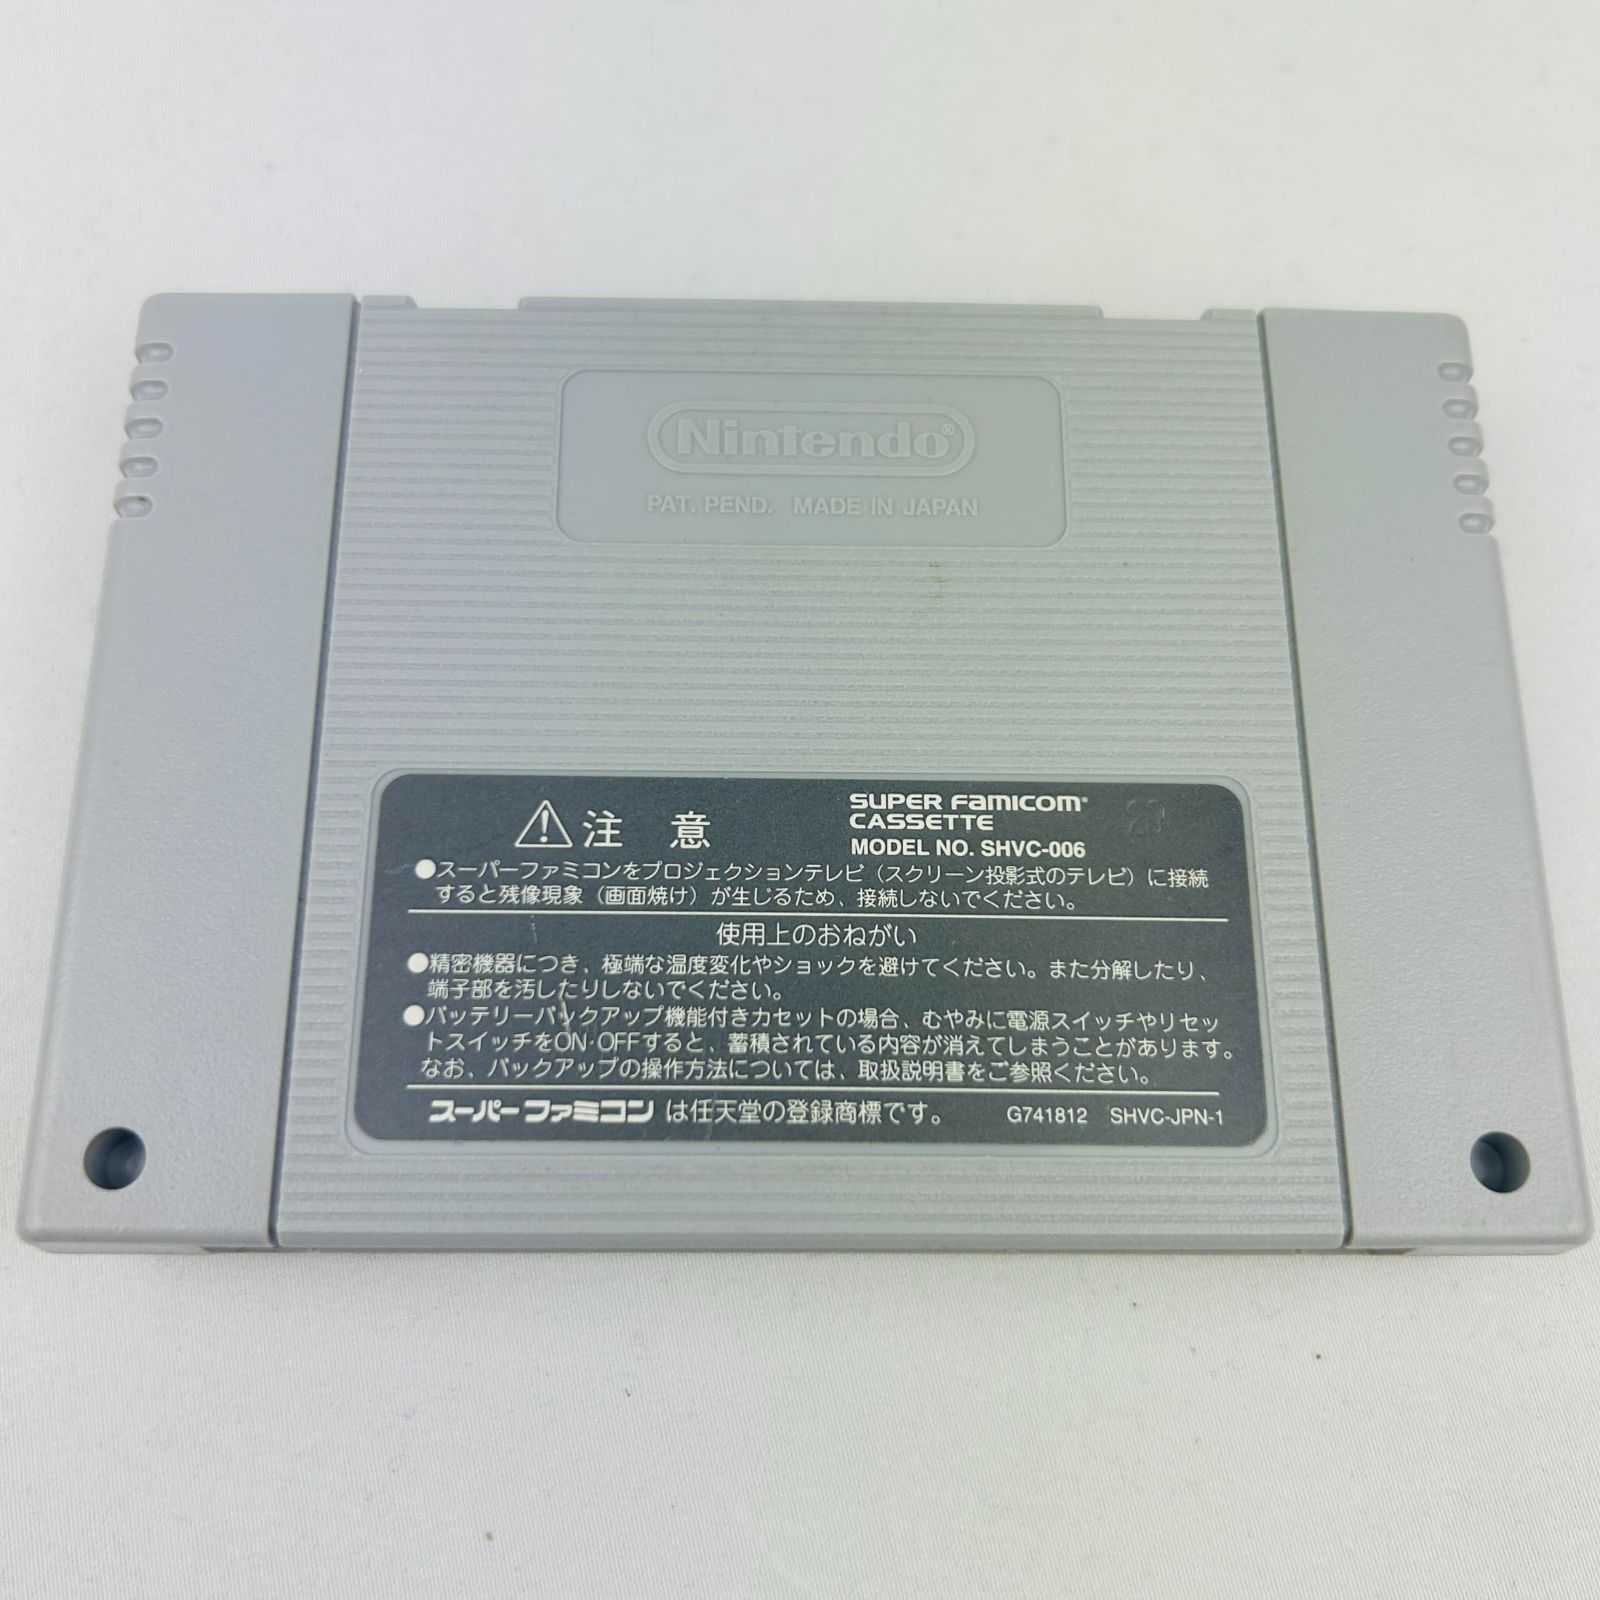 Nintendo®
PAT. PEND. MADE IN JAPAN
注意
SUPER FAMICOM®
CASSETTE
MODEL NO. SHVC-006
●スーパーファミコンをプロジェクションテレビ(スクリーン投影式のテレビ)に接続
すると残像現象(画面焼け)が生じるため、接続しないでください。
使用上のおねがい
●精密機器につき、極端な温度変化やショックを避けてください。また分解したり、
端子部を汚したりしないでください。
●バッテリーバックアップ機能付きカセットの場合、むやみに電源スイッチやリセッ
トスイッチをON・OFFすると、蓄積されている内容が消えてしまうことがあります。
なお、バックアップの操作方法については、取扱説明書をご参照ください。
スーパーファミコン は任天堂の登録商標です。 G741812 SHVC-JPN-1